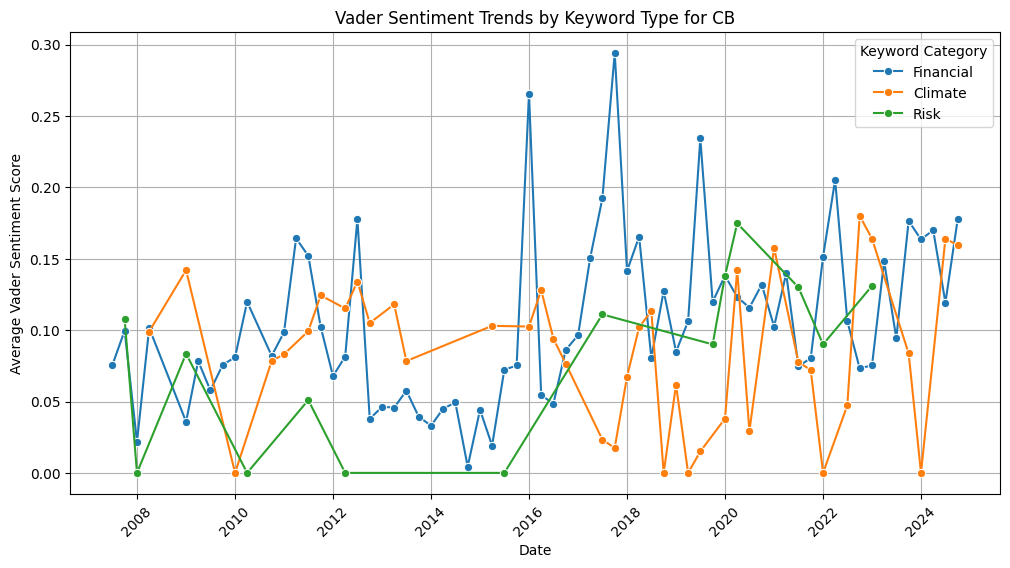 Vader Sentiment Trends by Keyword Type for CB
Keyword Category
Financial
Climate
Risk
Average Vader Sentiment Score
0.30
0.25
0.20
0.15
0.10
0.05
0.00
2008
2010
2012
2014
2016
2018
2020
2022
2024
Date